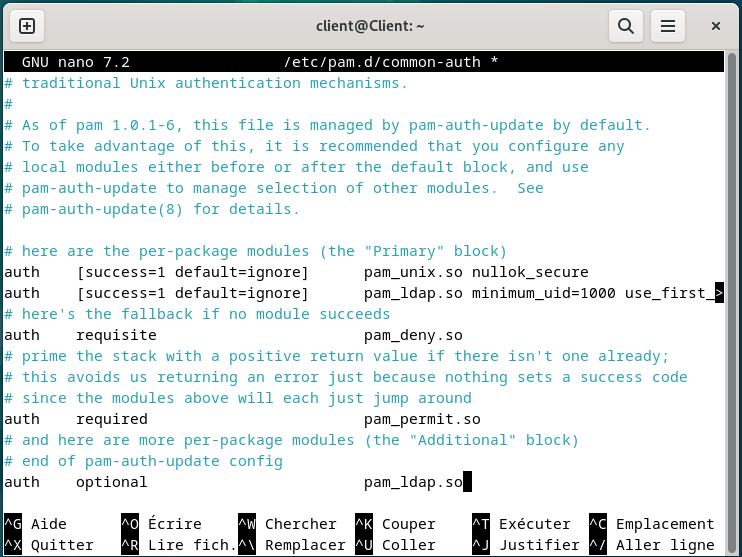 client@Client: ~
GNU nano 7.2 /etc/pam.d/common-auth *
# traditional Unix authentication mechanisms.
#
# As of pam 1.0.1-6, this file is managed by pam-auth-update by default.
# To take advantage of this, it is recommended that you configure any
# local modules either before or after the default block, and use
# pam-auth-update to manage selection of other modules.  See
# pam-auth-update(8) for details.

# here are the per-package modules (the "Primary" block)
auth    [success=1 default=ignore]      pam_unix.so nullok_secure
auth    [success=1 default=ignore]      pam_ldap.so minimum_uid=1000 use_first_>
# here's the fallback if no module succeeds
auth    requisite                       pam_deny.so
# prime the stack with a positive return value if there isn't one already;
# this avoids us returning an error just because nothing sets a success code
# since the modules above will each just jump around
auth    required                        pam_permit.so
# and here are more per-package modules (the "Additional" block)
# end of pam-auth-update config
auth    optional                        pam_ldap.so
^G Aide ^O Écrire ^W Chercher ^K Couper ^T Exécuter ^C Emplacement
^X Quitter ^R Lire fich. ^\ Remplacer ^U Coller ^J Justifier ^/ Aller ligne